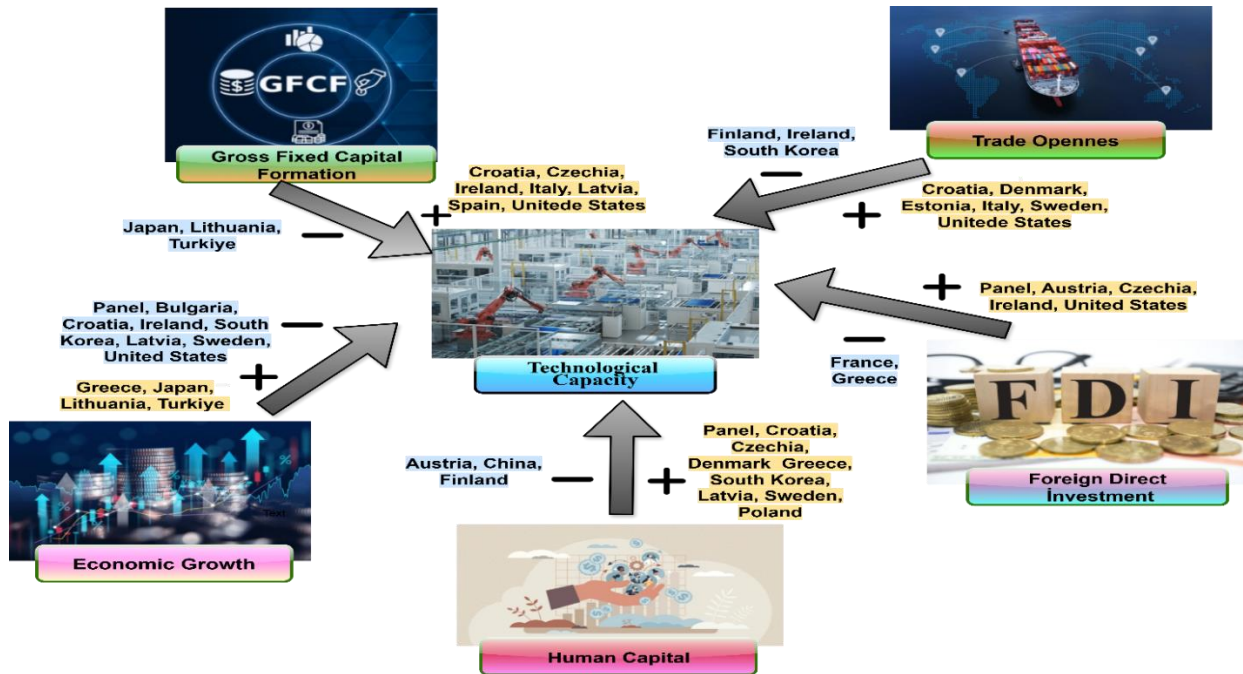 GFCF
Gross Fixed Capital
Formation
Trade Opennes
Finland, Ireland,
South Korea
Croatia, Czechia,
Ireland, Italy, Latvia,
Spain, Unitede States
+
−
Croatia, Denmark,
Estonia, Italy, Sweden,
Unitede States
+
Japan, Lithuania,
Turkiye
−
Panel, Austria, Czechia,
Ireland, United States
+
−
France,
Greece
Panel, Bulgaria,
Croatia, Ireland, South
Korea, Latvia, Sweden,
United States
−
+
Greece, Japan,
Lithuania, Turkiye
Technological
Capacity
FDI
Foreign Direct
İnvestment
Austria, China,
Finland
−
+
Panel, Croatia,
Czechia,
Denmark Greece,
South Korea,
Latvia, Sweden,
Poland
Text
Economic Growth
Human Capital